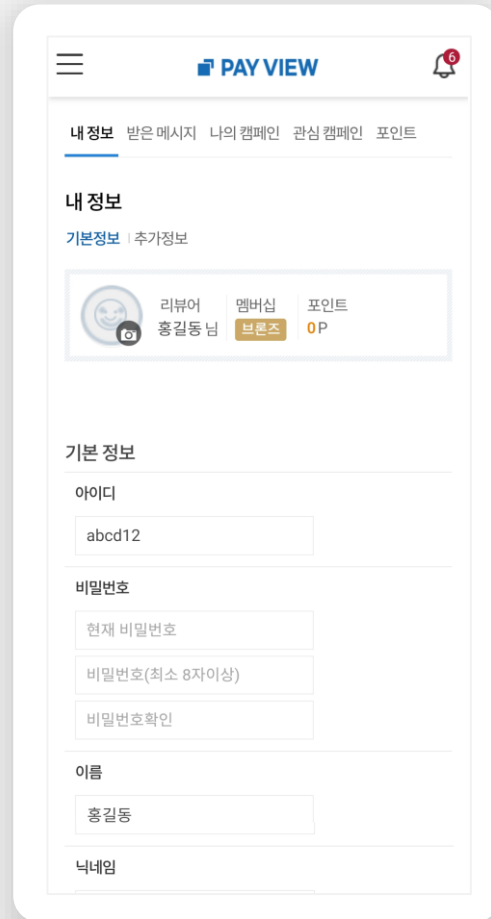 PAY VIEW
6
내 정보 받은 메시지 나의 캠페인 관심 캠페인 포인트
내 정보
기본정보 추가정보
리뷰어 멤버십 포인트
홍길동 님 브론즈 0 P
기본 정보
아이디
abcd12
비밀번호
현재 비밀번호
비밀번호(최소 8자이상)
비밀번호확인
이름
홍길동
닉네임